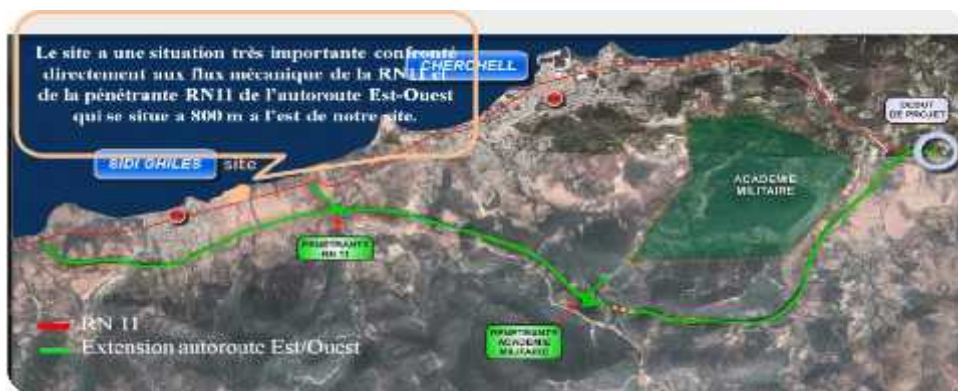 Le site a une situation très importante confronté
directement aux flux mécanique de la RN11 et
de la pénétrante RN11 de l'autoroute Est-Ouest
qui se situe a 800 m a l'est de notre site.
CHERCHELL
DEBUT
DE PROJET
SIDI GHILES
site
ACADEMIE
MILITAIRE
PENETRANTE
RN 11
RN 11
PENETRANTE
ACADEMIE
MILITAIRE
Extension autoroute Est/Ouest